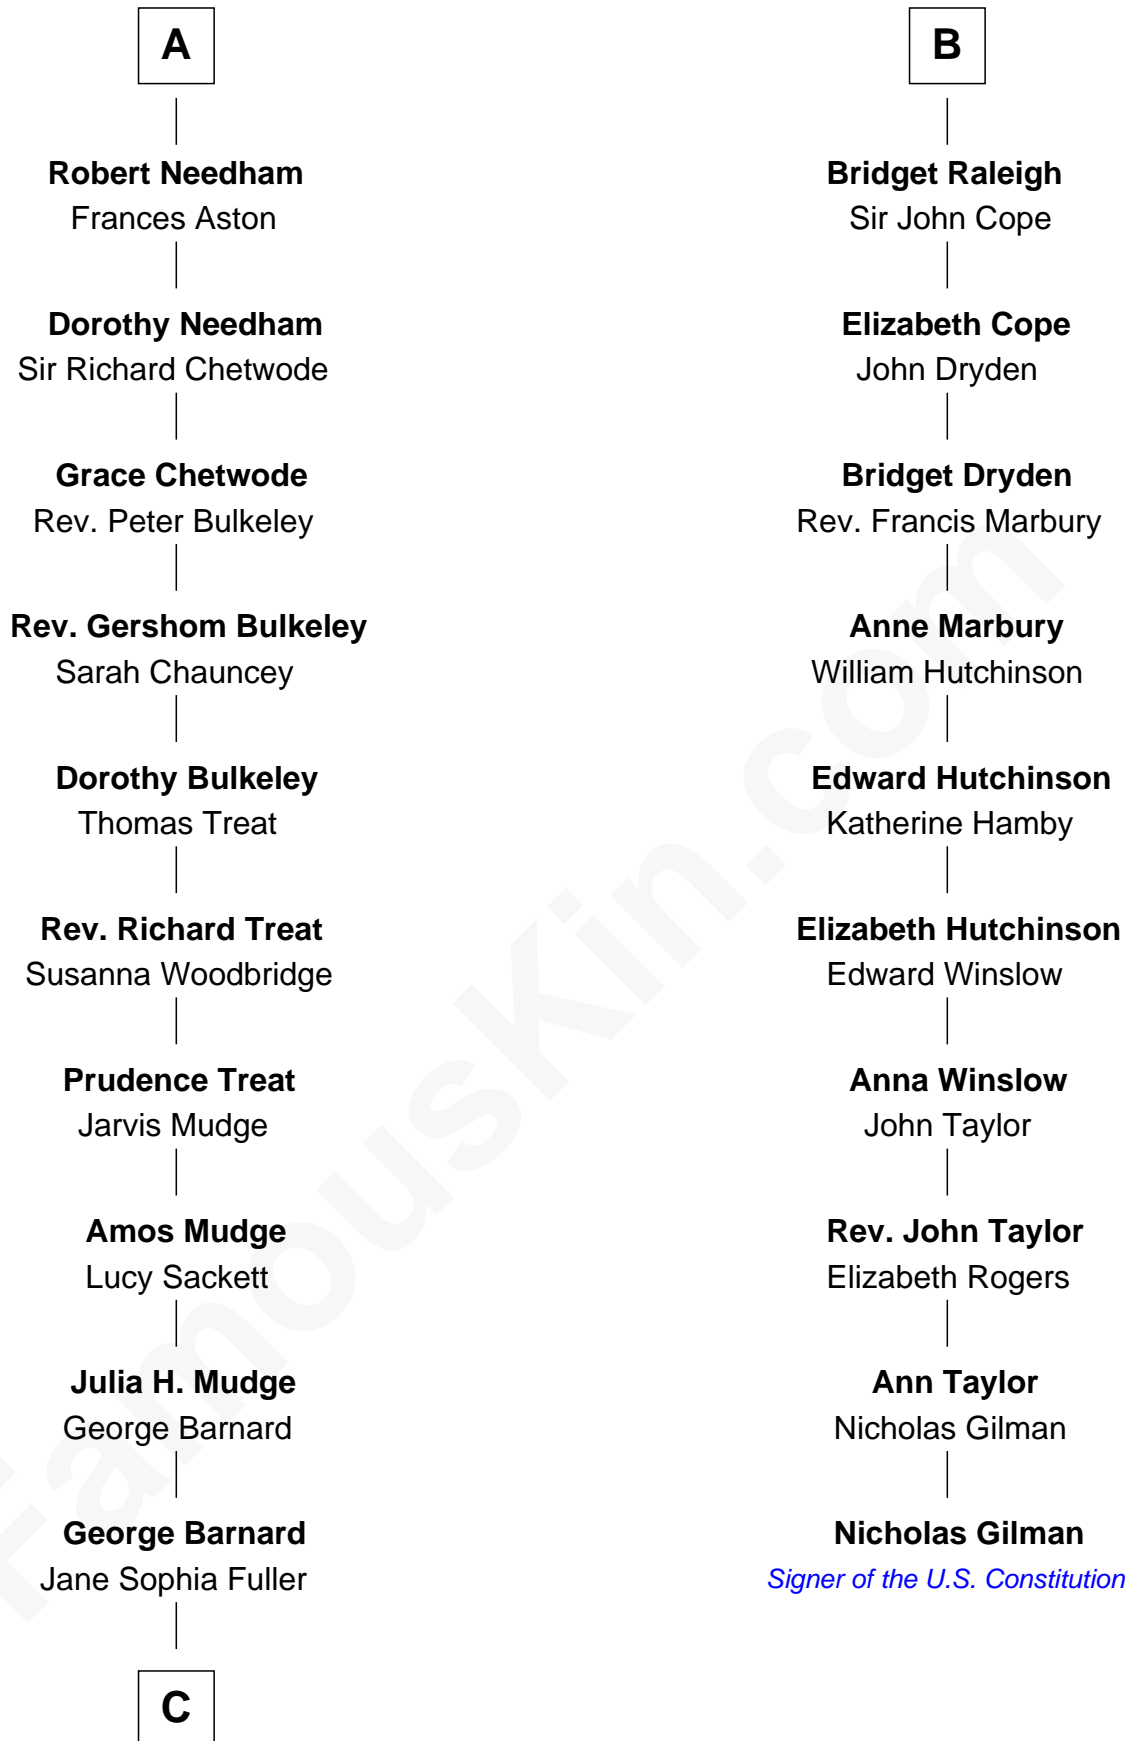 A
Robert Needham
Frances Aston
Dorothy Needham
Sir Richard Chetwode
Grace Chetwode
Rev. Peter Bulkeley
Rev. Gershom Bulkeley
Sarah Chauncey
Dorothy Bulkeley
Thomas Treat
Rev. Richard Treat
Susanna Woodbridge
Prudence Treat
Jarvis Mudge
Amos Mudge
Lucy Sackett
Julia H. Mudge
George Barnard
George Barnard
Jane Sophia Fuller
C
B
Bridget Raleigh
Sir John Cope
Elizabeth Cope
John Dryden
Bridget Dryden
Rev. Francis Marbury
Anne Marbury
William Hutchinson
Edward Hutchinson
Katherine Hamby
Elizabeth Hutchinson
Edward Winslow
Anna Winslow
John Taylor
Rev. John Taylor
Elizabeth Rogers
Ann Taylor
Nicholas Gilman
Nicholas Gilman
Signer of the U.S. Constitution
FamousKin.com